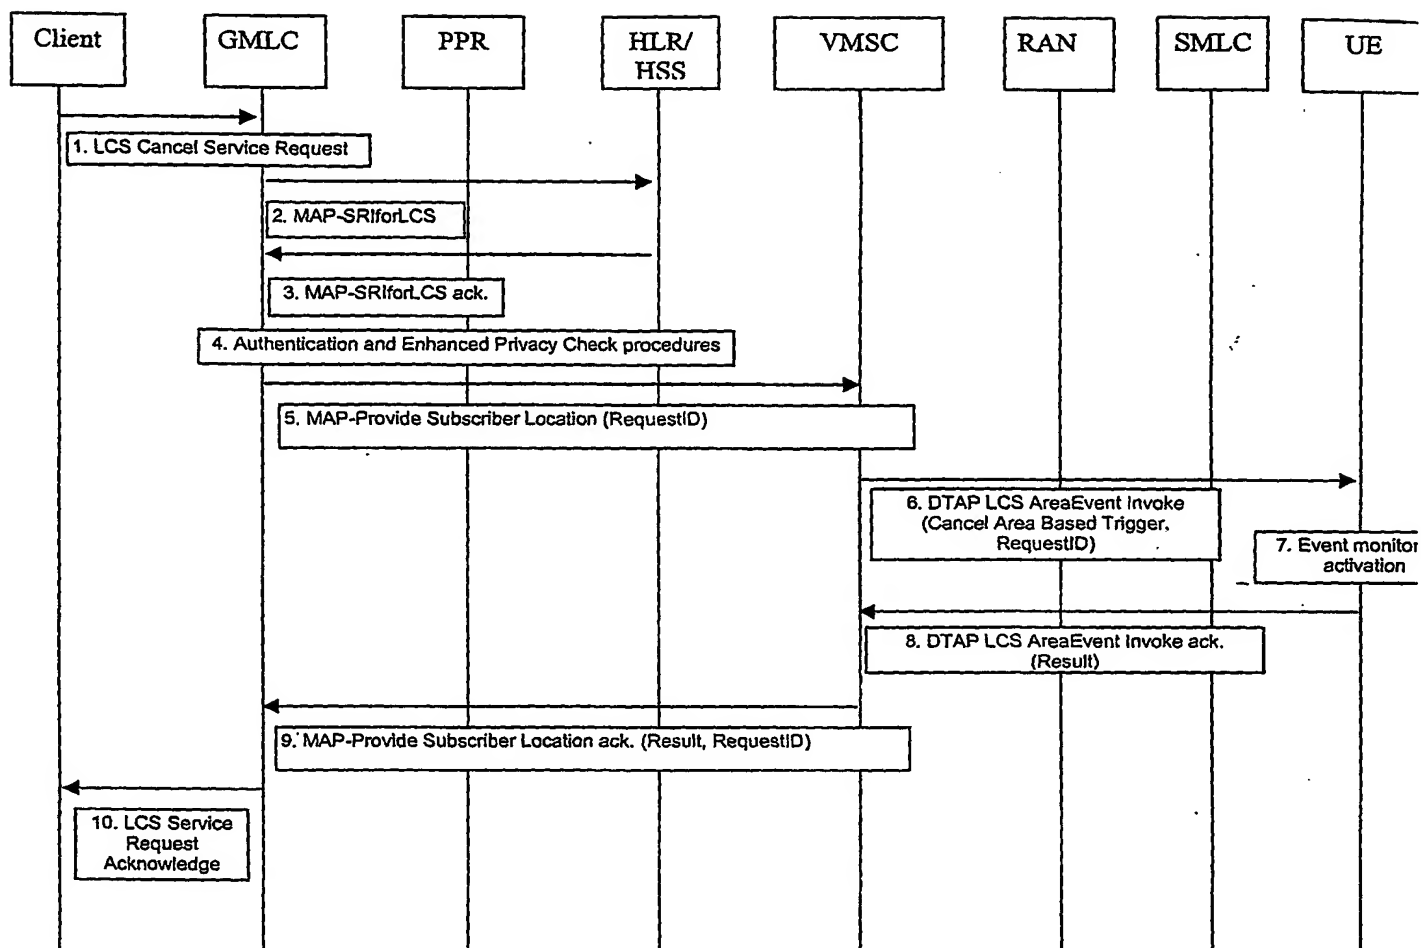 Client
GMLC
PPR
HLR/
HSS
VMSC
RAN
SMLC
UE
1. LCS Cancel Service Request
2. MAP-SRIforLCS
3. MAP-SRIforLCS ack.
4. Authentication and Enhanced Privacy Check procedures
5. MAP-Provide Subscriber Location (RequestID)
6. DTAP LCS AreaEvent Invoke
(Cancel Area Based Trigger,
RequestID)
7. Event monitor
activation
8. DTAP LCS AreaEvent Invoke ack.
(Result)
9. MAP-Provide Subscriber Location ack. (Result, RequestID)
10. LCS Service
Request
Acknowledge